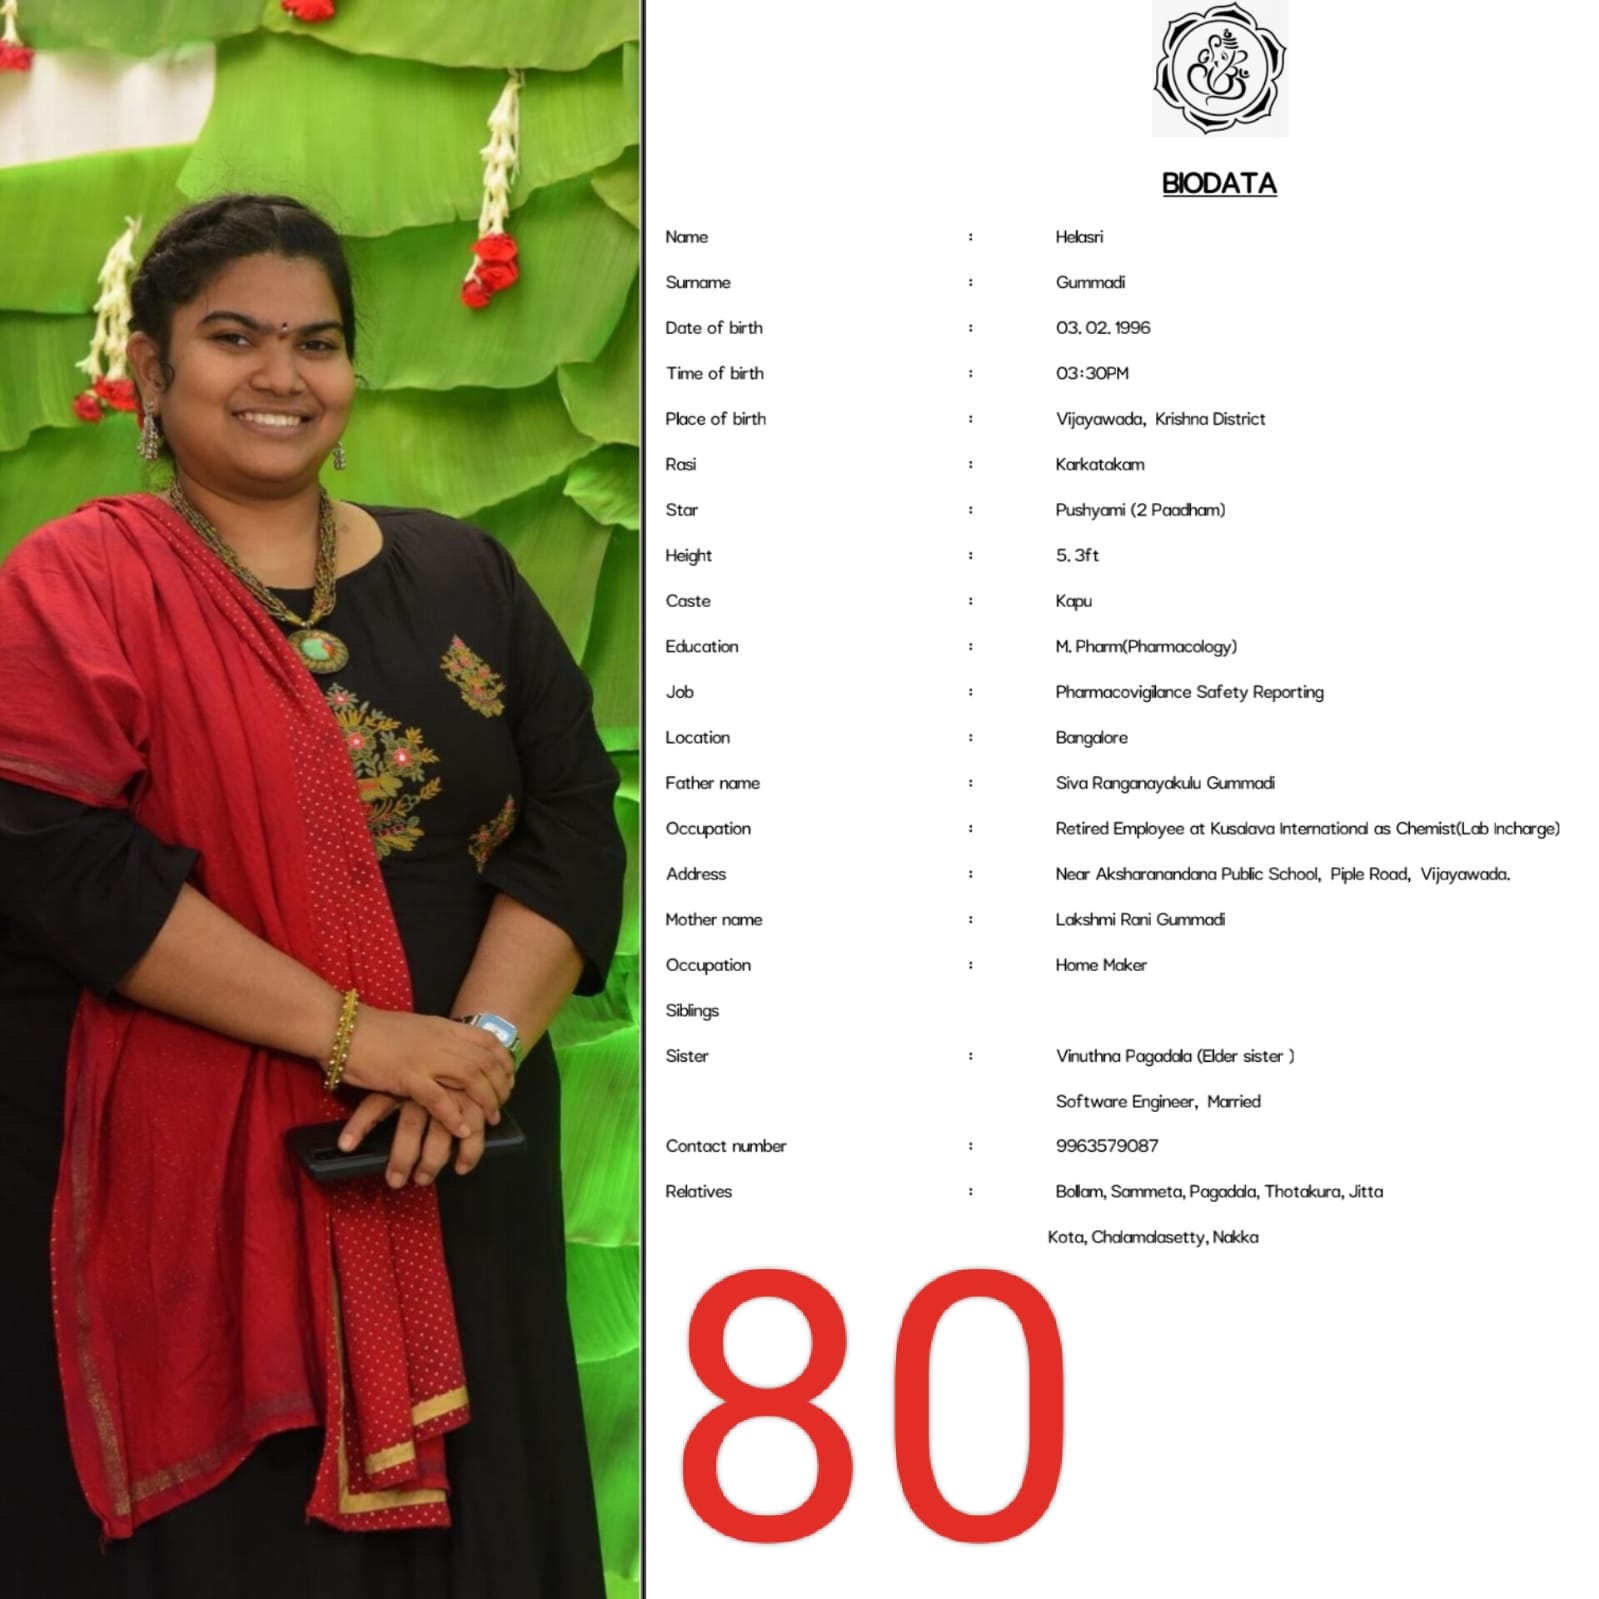 BIODATA
Name : Helasri
Surname : Gummadi
Date of birth : 03. 02. 1996
Time of birth : 03:30PM
Place of birth : Vijayawada, Krishna District
Rasi : Karkatakam
Star : Pushyami (2 Paadham)
Height : 5. 3ft
Caste : Kapu
Education : M. Pharm(Pharmacology)
Job : Pharmacovigilance Safety Reporting
Location : Bangalore
Father name : Siva Ranganayakulu Gummadi
Occupation : Retired Employee at Kusalava International as Chemist(Lab Incharge)
Address : Near Aksharanandana Public School, Piple Road, Vijayawada.
Mother name : Lakshmi Rani Gummadi
Occupation : Home Maker
Siblings
Sister : Vinuthna Pagadala (Elder sister )
Software Engineer, Married
Contact number : 9963579087
Relatives : Bollam, Sammeta, Pagadala, Thotakura, Jitta
Kota, Chalamalasetty, Nakka
80